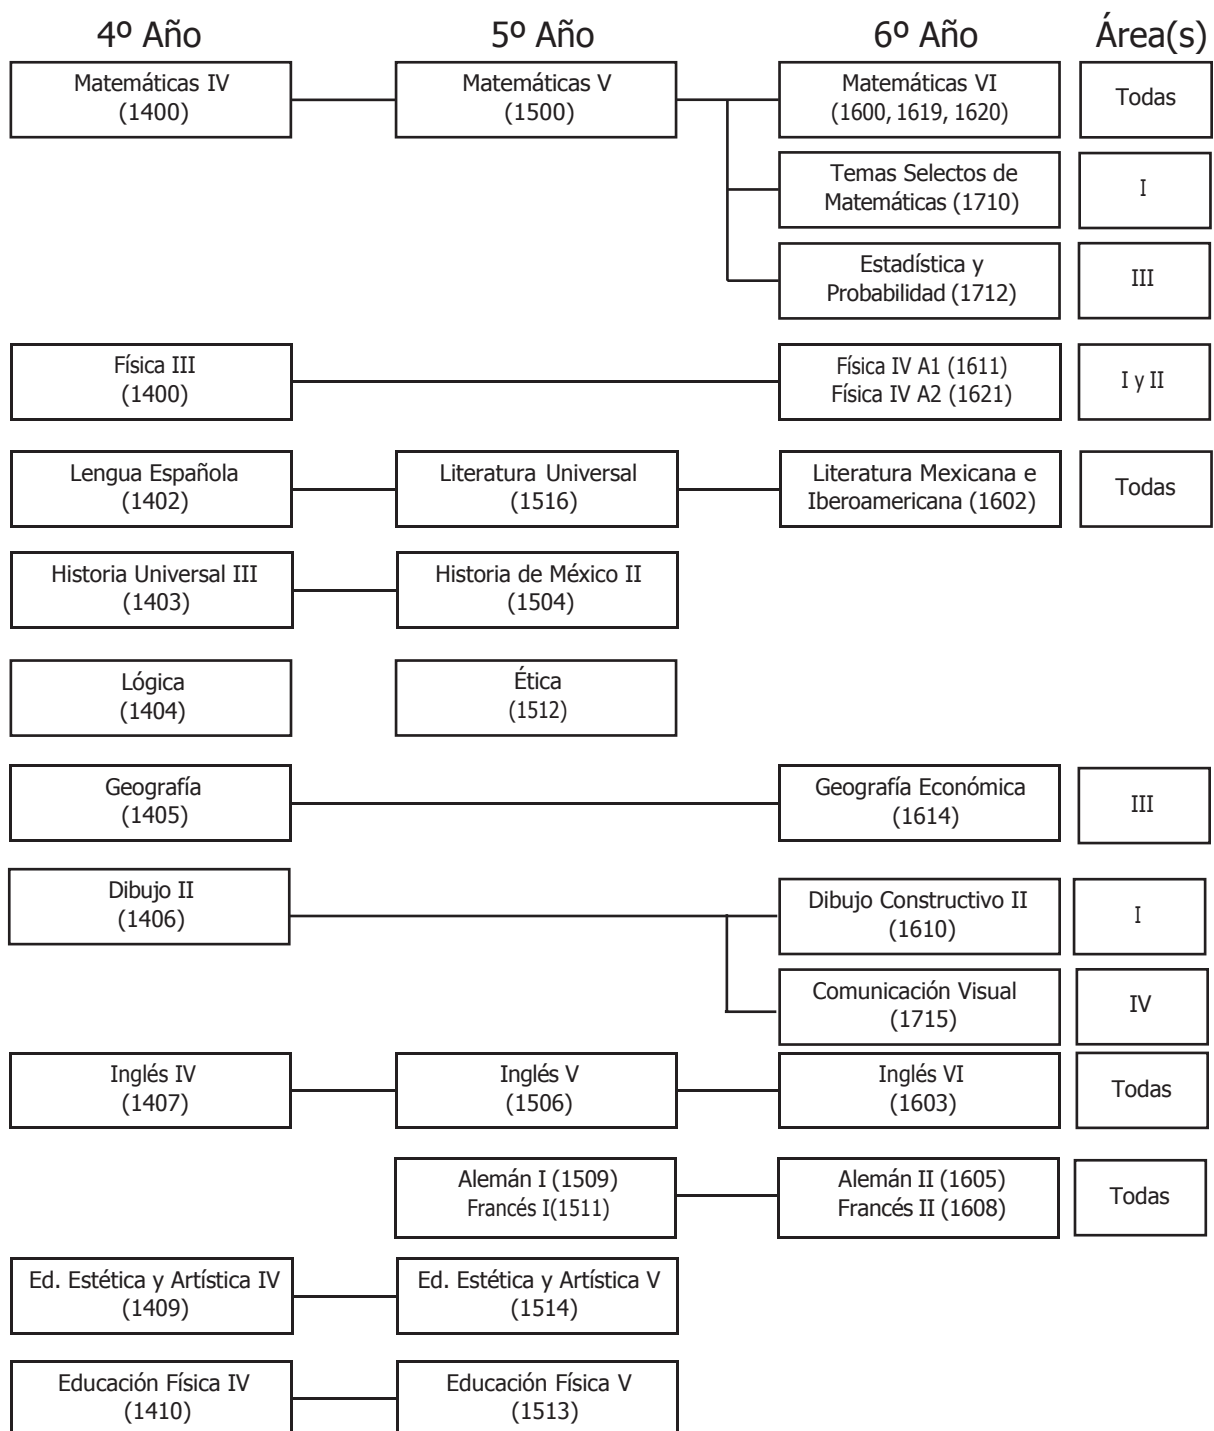 4º Año 5º Año 6º Año Área(s)
Matemáticas IV
(1400)
Matemáticas V
(1500)
Matemáticas VI
(1600, 1619, 1620)
Todas
Temas Selectos de
Matemáticas (1710)
I
Estadística y
Probabilidad (1712)
III
Física III
(1400)
Física IV A1 (1611)
Física IV A2 (1621)
I y II
Lengua Española
(1402)
Literatura Universal
(1516)
Literatura Mexicana e
Iberoamericana (1602)
Todas
Historia Universal III
(1403)
Historia de México II
(1504)
Lógica
(1404)
Ética
(1512)
Geografía
(1405)
Geografía Económica
(1614)
III
Dibujo II
(1406)
Dibujo Constructivo II
(1610)
I
Comunicación Visual
(1715)
IV
Inglés IV
(1407)
Inglés V
(1506)
Inglés VI
(1603)
Todas
Alemán I (1509)
Francés I(1511)
Alemán II (1605)
Francés II (1608)
Todas
Ed. Estética y Artística IV
(1409)
Ed. Estética y Artística V
(1514)
Educación Física IV
(1410)
Educación Física V
(1513)